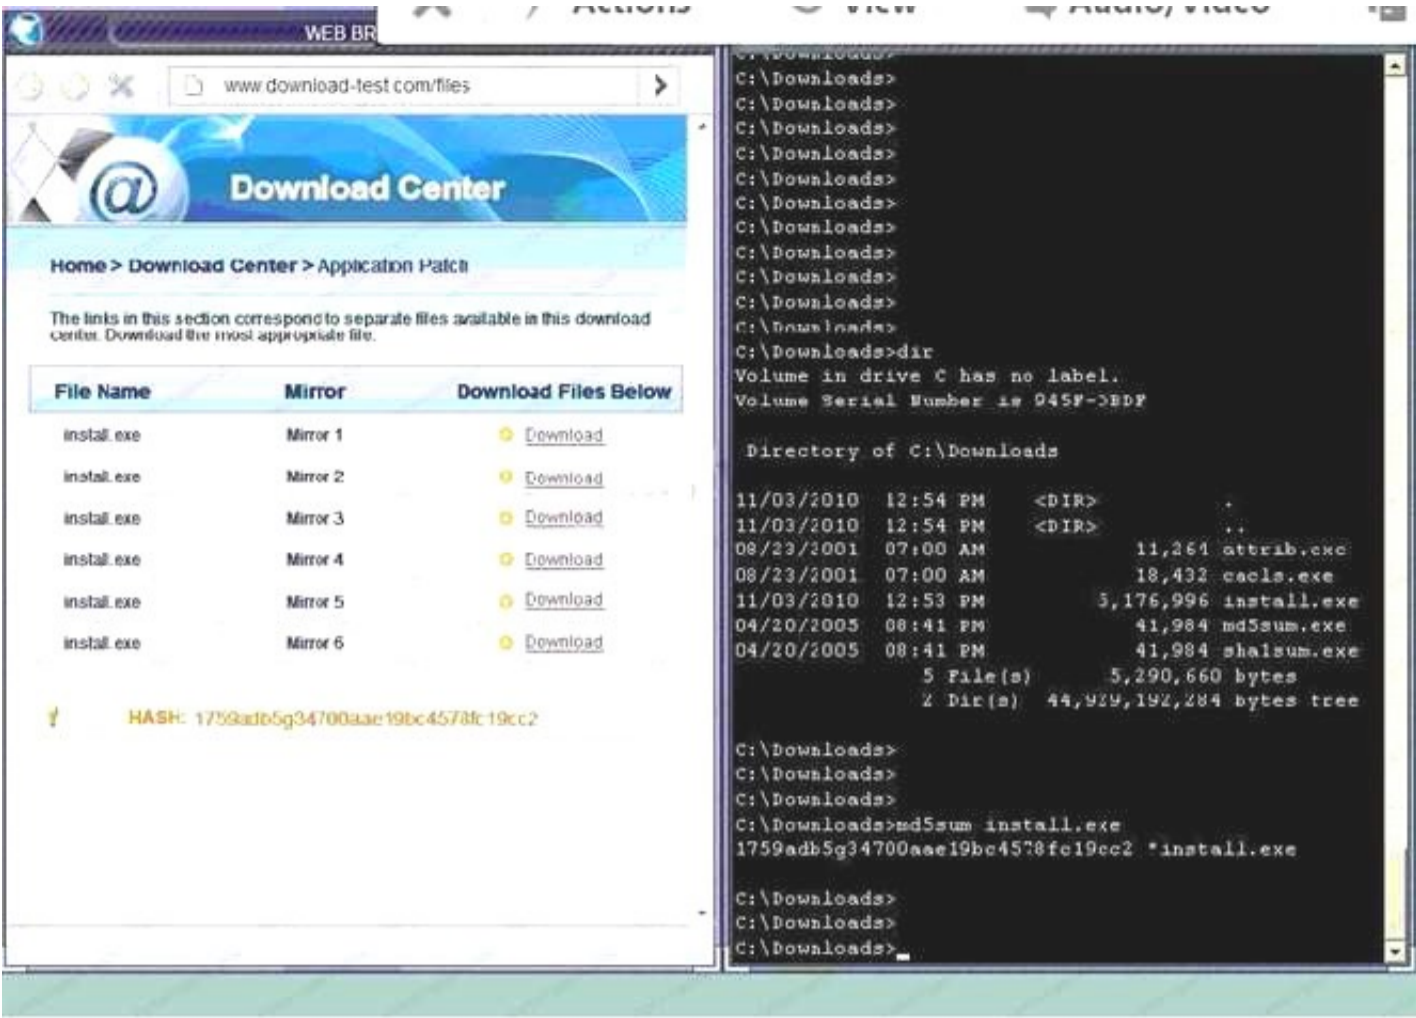 Actions View Audio/Video
WEB BR
www.download-test.com/files
Download Center
Home > Download Center > Application Patch
The links in this section correspond to separate files available in this download
center. Download the most appropriate file.
File Name Mirror Download Files Below
install.exe Mirror 1 Download
install.exe Mirror 2 Download
install.exe Mirror 3 Download
install.exe Mirror 4 Download
install.exe Mirror 5 Download
install.exe Mirror 6 Download
HASH: 1759adb5g34700aae19bc4578fc19cc2
C:\Downloads>
C:\Downloads>
C:\Downloads>
C:\Downloads>
C:\Downloads>
C:\Downloads>
C:\Downloads>
C:\Downloads>
C:\Downloads>
C:\Downloads>
C:\Downloads>
C:\Downloads>
C:\Downloads>dir
Volume in drive C has no label.
Volume Serial Number is
Directory of C:\Downloads
11/03/2010 12:54 PM <DIR> .
11/03/2010 12:54 PM <DIR> ..
08/23/2001 07:00 AM 11,264 attrib.exe
08/23/2001 07:00 AM 18,432 cacls.exe
11/03/2010 12:53 PM 5,176,996 install.exe
04/20/2005 08:41 PM 41,984 md5sum.exe
04/20/2005 08:41 PM 41,984 sha1sum.exe
5 File(s) 5,290,660 bytes
2 Dir(s) 44,929,192,284 bytes tree
C:\Downloads>
C:\Downloads>
C:\Downloads>
C:\Downloads>md5sum install.exe
1759adb5g34700aae19bc4578fc19cc2 *install.exe
C:\Downloads>
C:\Downloads>
C:\Downloads>